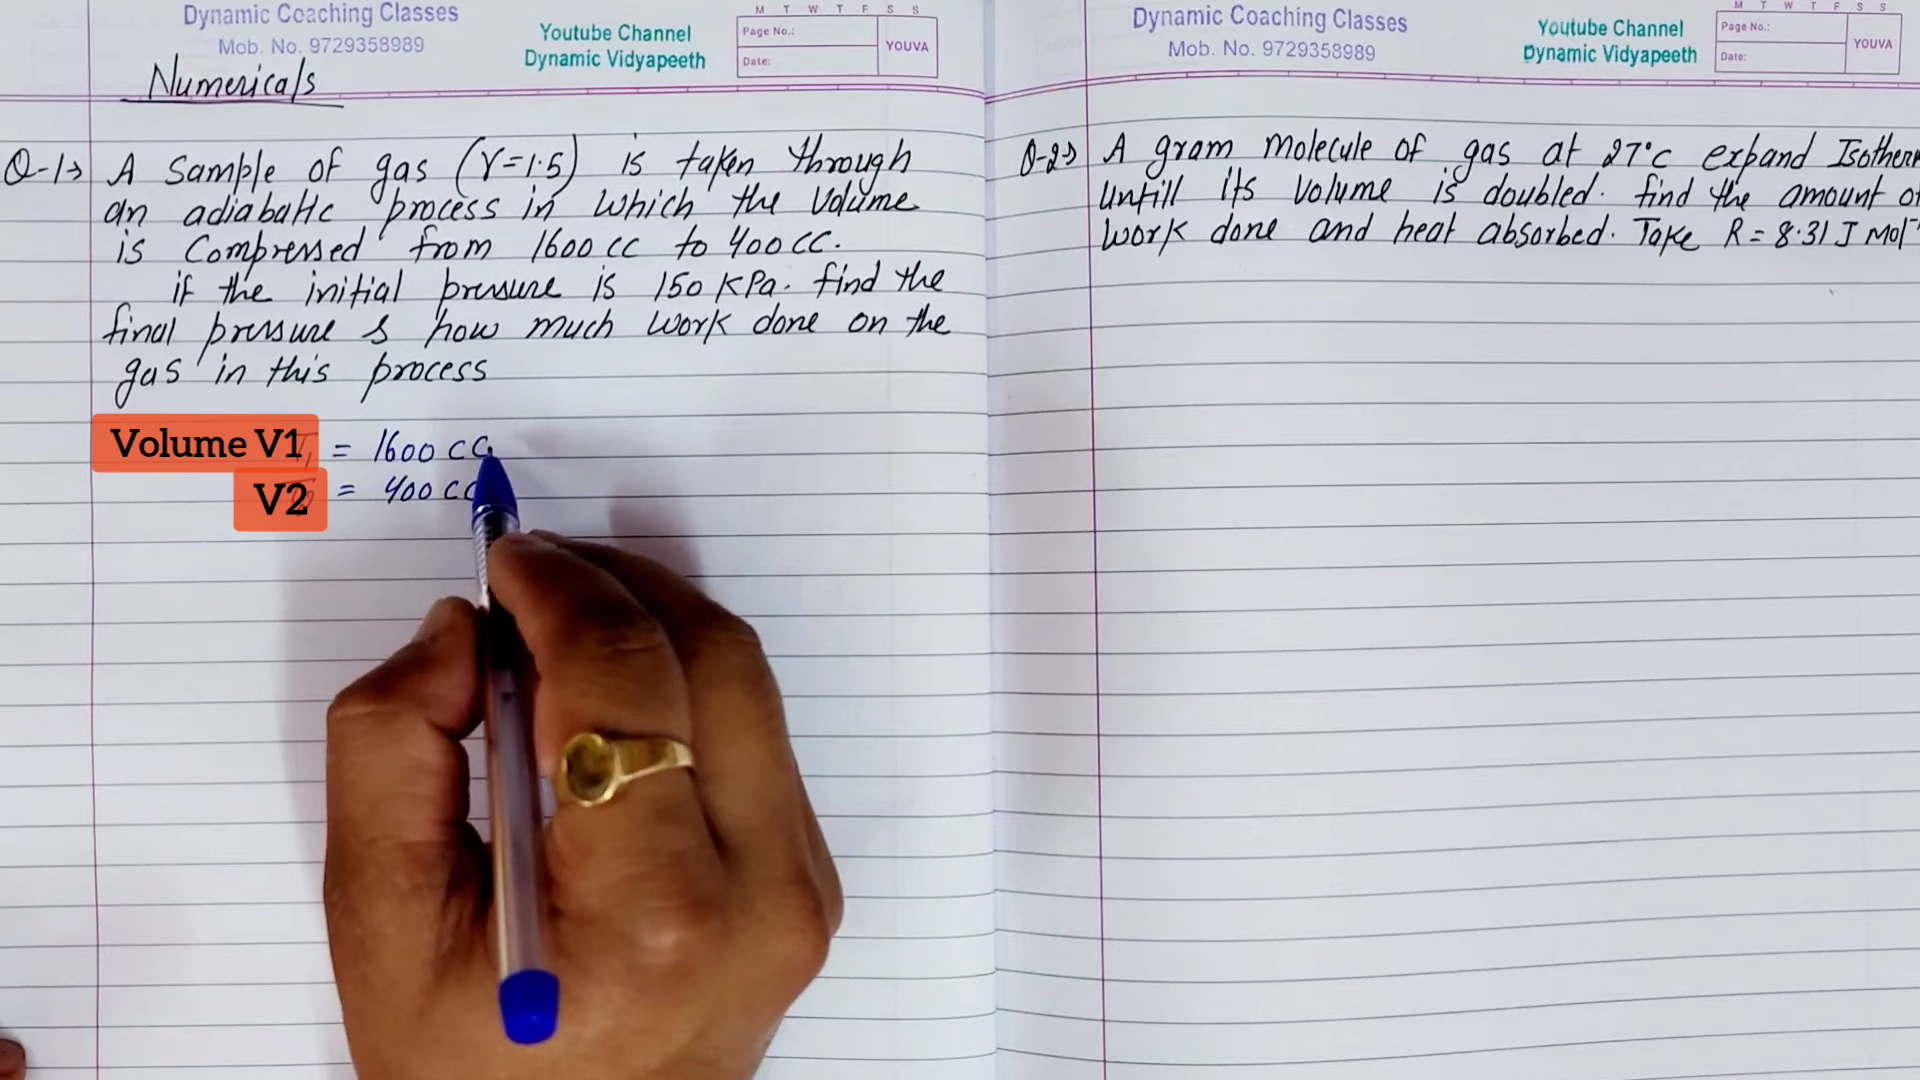 Dynamic Coaching Classes
Mob. No. 9729358989
Youtube Channel
Dynamic Vidyapeeth
M T W T F S S
Page No.:
Date:
YOUVA
Numericals
Q-1→ A Sample of gas (γ=1.5) is taken through
an adiabatic process in which the Volume
is Compressed from 1600 cc to 400 cc.
if the initial pressure is 150 KPa. find the
final pressure & how much work done on the
gas in this process
Volume V1 = 1600 CC
V2 = 400 CC
Dynamic Coaching Classes
Mob. No. 9729358989
Youtube Channel
Dynamic Vidyapeeth
M T W T F S S
Page No.:
Date:
YOUVA
Q-2→ A gram Molecule of gas at 27°C expand
Untill its Volume is doubled. find the amount
Work done and heat absorbed. Take R = 8.31 J Mol